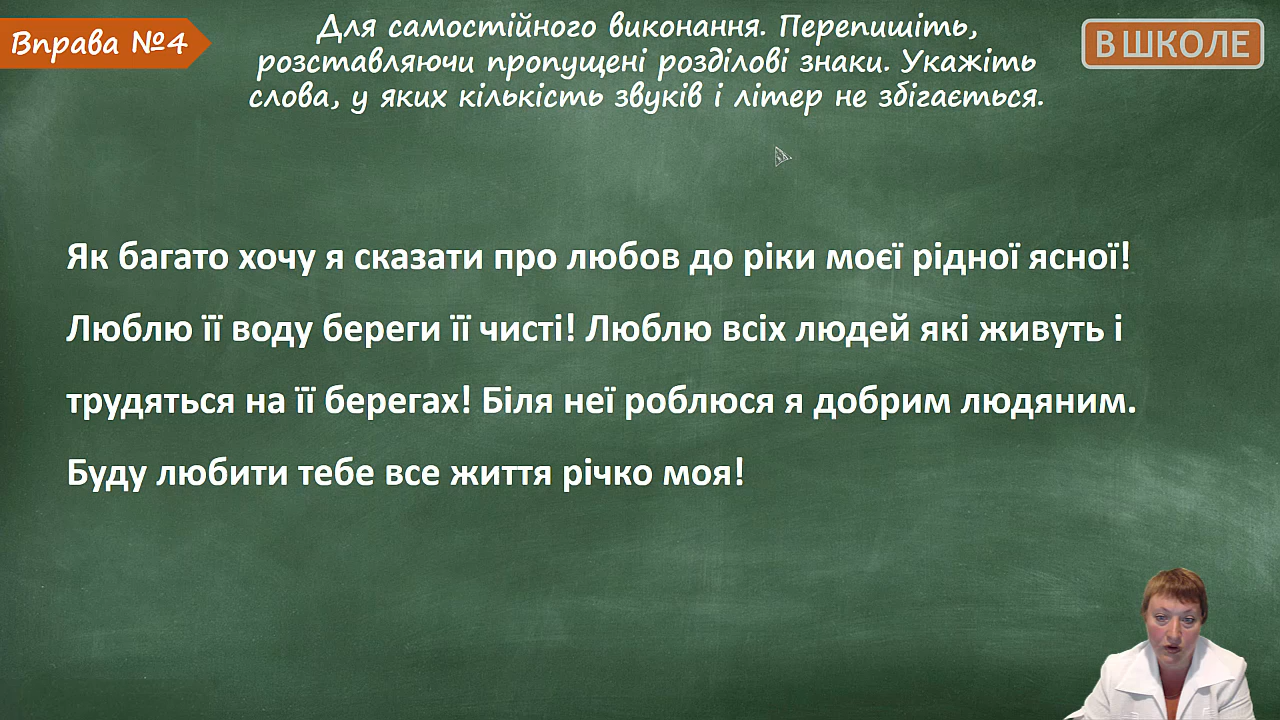 Вправа №4
Для самостійного виконання. Перепишіть,
розставляючи пропущені розділові знаки. Укажіть
слова, у яких кількість звуків і літер не збігається.
В ШКОЛЕ
Як багато хочу я сказати про любов до ріки моєї рідної ясної!
Люблю її воду береги її чисті! Люблю всіх людей які живуть і
трудяться на її берегах! Біля неї роблюся я добрим людяним.
Буду любити тебе все життя річко моя!